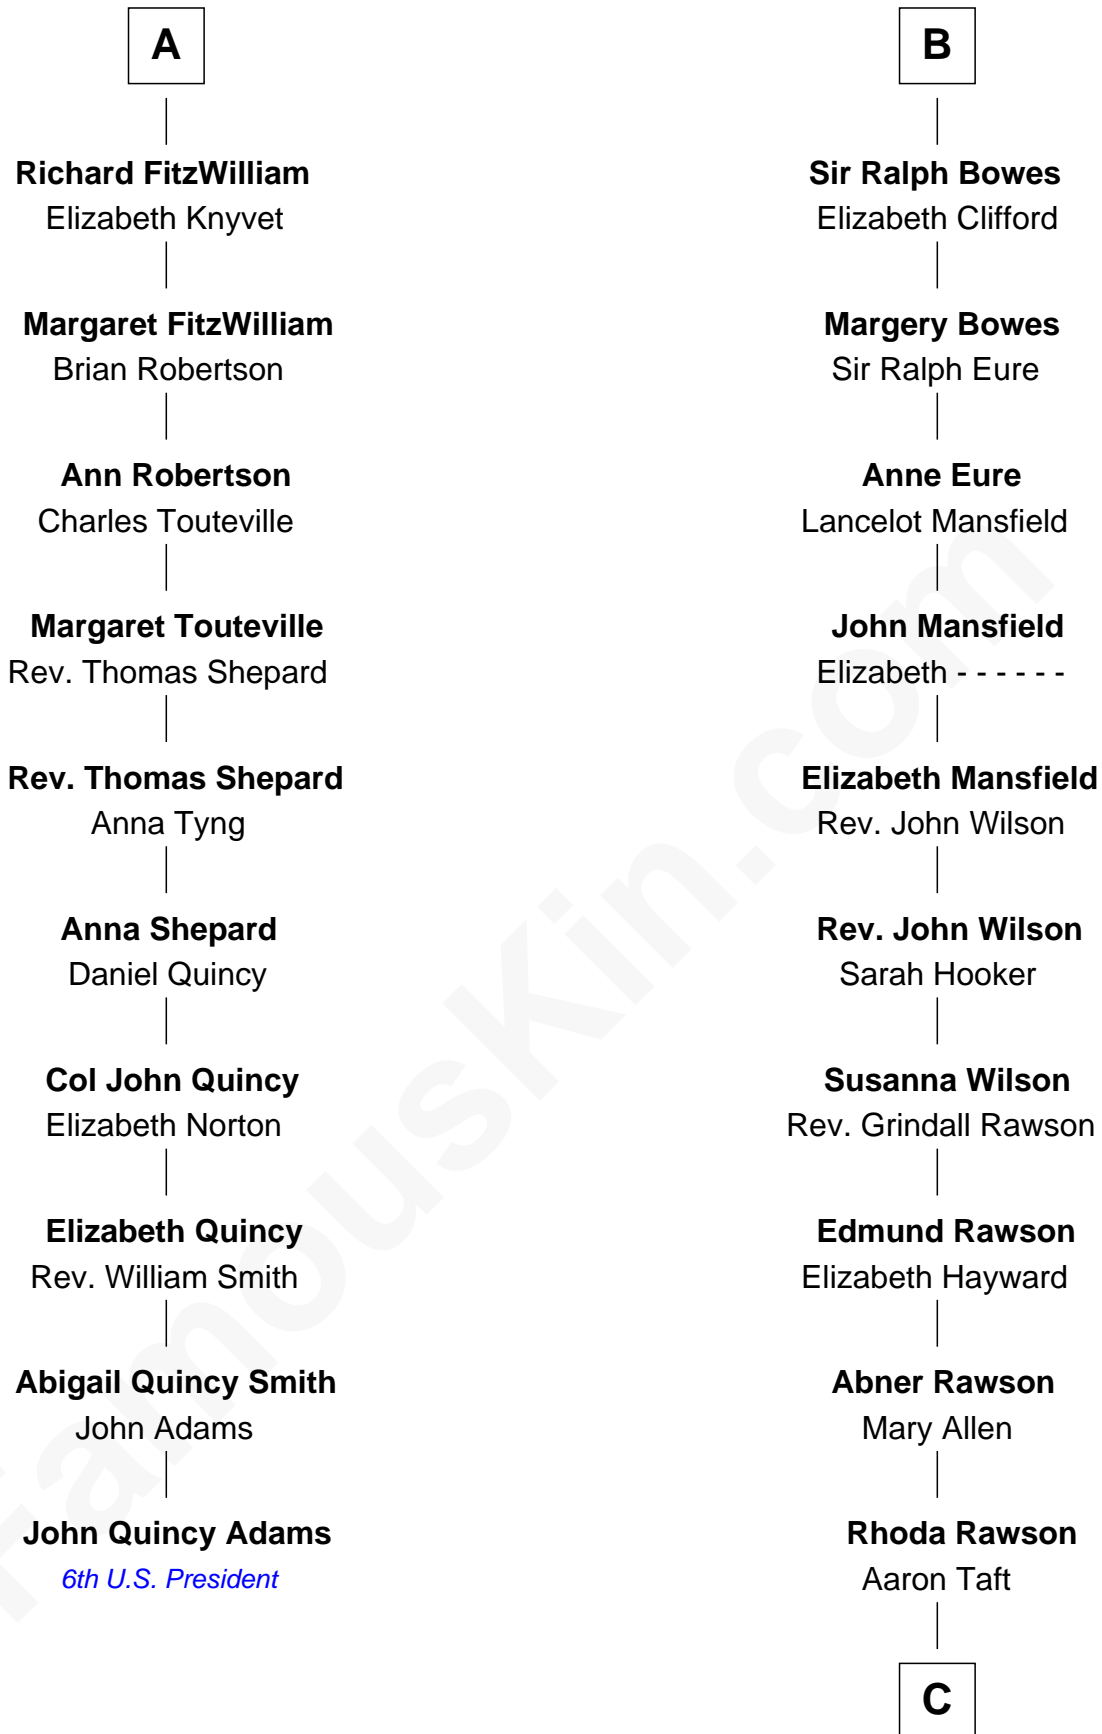 A
Richard FitzWilliam
Elizabeth Knyvet
Margaret FitzWilliam
Brian Robertson
Ann Robertson
Charles Touteville
Margaret Touteville
Rev. Thomas Shepard
Rev. Thomas Shepard
Anna Tyng
Anna Shepard
Daniel Quincy
Col John Quincy
Elizabeth Norton
Elizabeth Quincy
Rev. William Smith
Abigail Quincy Smith
John Adams
John Quincy Adams
6th U.S. President
B
Sir Ralph Bowes
Elizabeth Clifford
Margery Bowes
Sir Ralph Eure
Anne Eure
Lancelot Mansfield
John Mansfield
Elizabeth - - - - - -
Elizabeth Mansfield
Rev. John Wilson
Rev. John Wilson
Sarah Hooker
Susanna Wilson
Rev. Grindall Rawson
Edmund Rawson
Elizabeth Hayward
Abner Rawson
Mary Allen
Rhoda Rawson
Aaron Taft
C
FamousKin.com